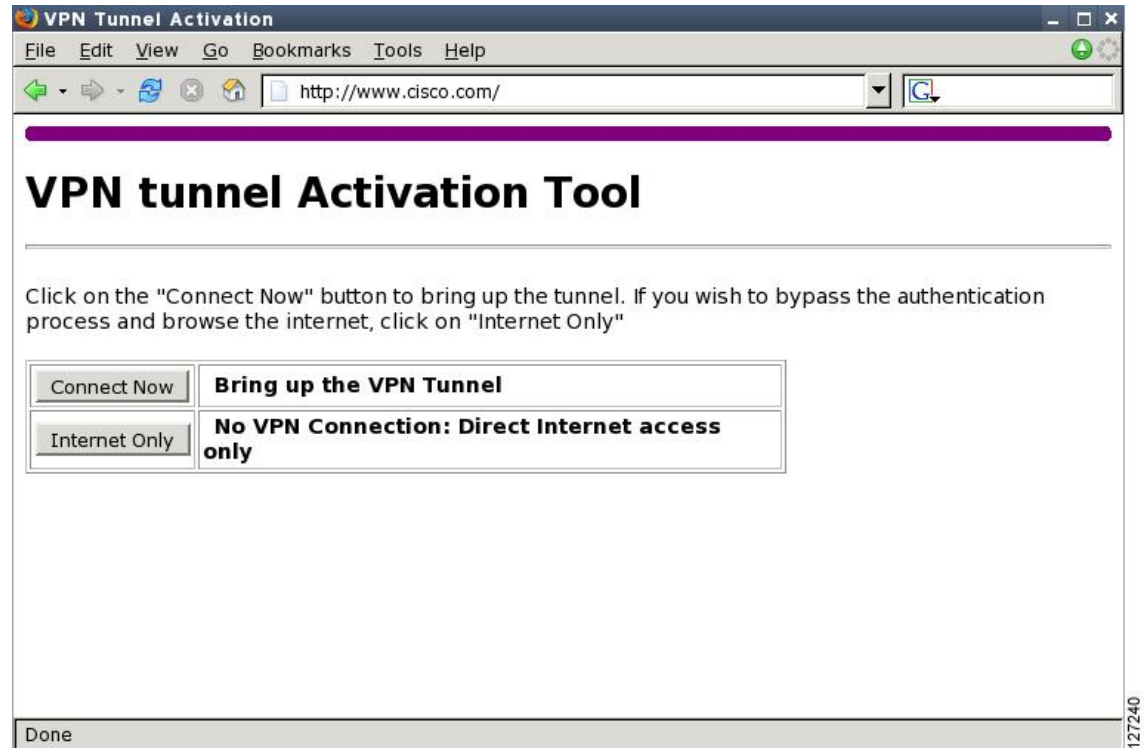 VPN Tunnel Activation
File Edit View Go Bookmarks Tools Help
http://www.cisco.com/
G
VPN tunnel Activation Tool
Click on the "Connect Now" button to bring up the tunnel. If you wish to bypass the authentication
process and browse the internet, click on "Internet Only"
Connect Now Bring up the VPN Tunnel
Internet Only No VPN Connection: Direct Internet access
only
Done
127240